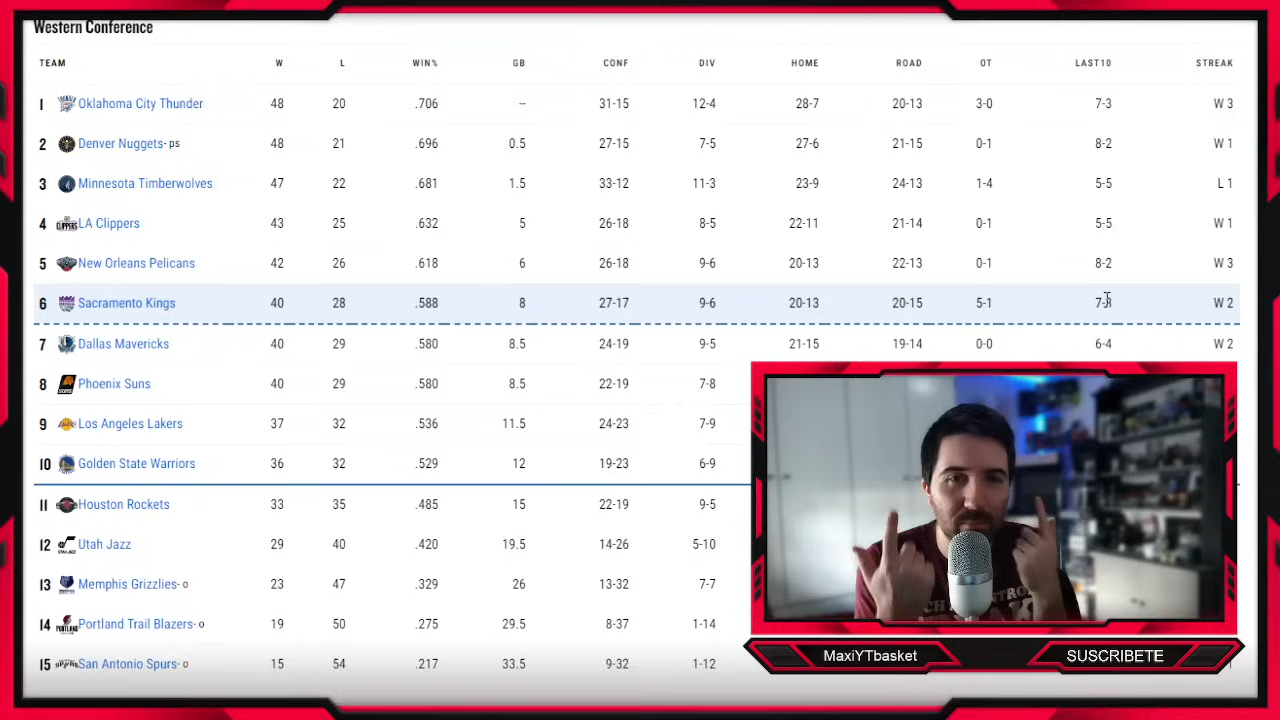 Western Conference
TEAM W L WIN% GB CONF DIV HOME ROAD OT LAST10 STREAK
1 Oklahoma City Thunder 48 20 .706 -- 31-15 12-4 28-7 20-13 3-0 7-3 W 3
2 Denver Nuggets- ps 48 21 .696 0.5 27-15 7-5 27-6 21-15 0-1 8-2 W 1
3 Minnesota Timberwolves 47 22 .681 1.5 33-12 11-3 23-9 24-13 1-4 5-5 L 1
4 LA Clippers 43 25 .632 5 26-18 8-5 22-11 21-14 0-1 5-5 W 1
5 New Orleans Pelicans 42 26 .618 6 26-18 9-6 20-13 22-13 0-1 8-2 W 3
6 Sacramento Kings 40 28 .588 8 27-17 9-6 20-13 20-15 5-1 7-3 W 2
7 Dallas Mavericks 40 29 .580 8.5 24-19 9-5 21-15 19-14 0-0 6-4 W 2
8 Phoenix Suns 40 29 .580 8.5 22-19 7-8
9 Los Angeles Lakers 37 32 .536 11.5 24-23 7-9
10 Golden State Warriors 36 32 .529 12 19-23 6-9
11 Houston Rockets 33 35 .485 15 22-19 9-5
12 Utah Jazz 29 40 .420 19.5 14-26 5-10
13 Memphis Grizzlies- o 23 47 .329 26 13-32 7-7
14 Portland Trail Blazers- o 19 50 .275 29.5 8-37 1-14
15 San Antonio Spurs- o 15 54 .217 33.5 9-32 1-12
MaxiYTbasket SUSCRIBETE